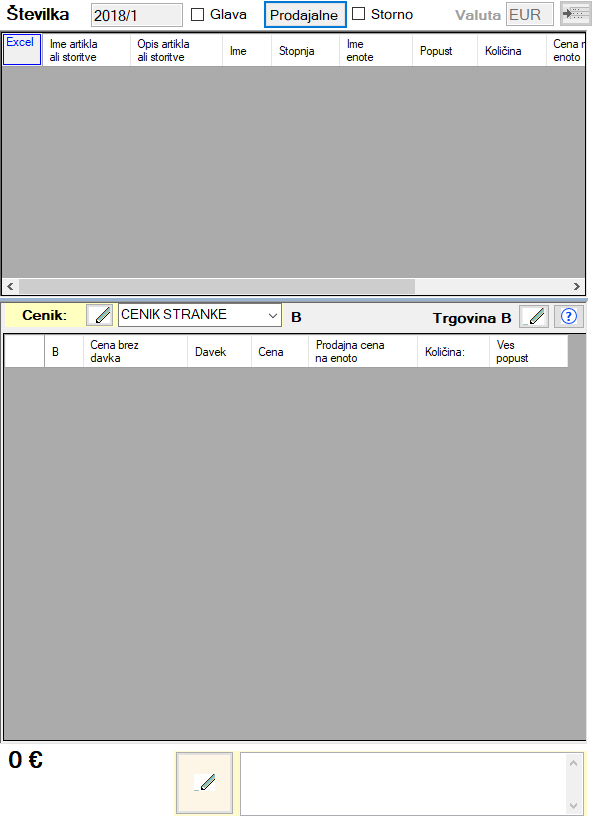 Številka 2018/1 Glava Prodajalne Storno Valuta EUR
Excel
Ime artikla
ali storitve
Opis artikla
ali storitve
Ime
Stopnja
Ime
enote
Popust
Količina
Cena
enoto
Cenik: CENIK STRANKE B Trgovina B ?
B
Cena brez
davka
Davek
Cena
Prodajna cena
na enoto
Količina:
Ves
popust
0 €